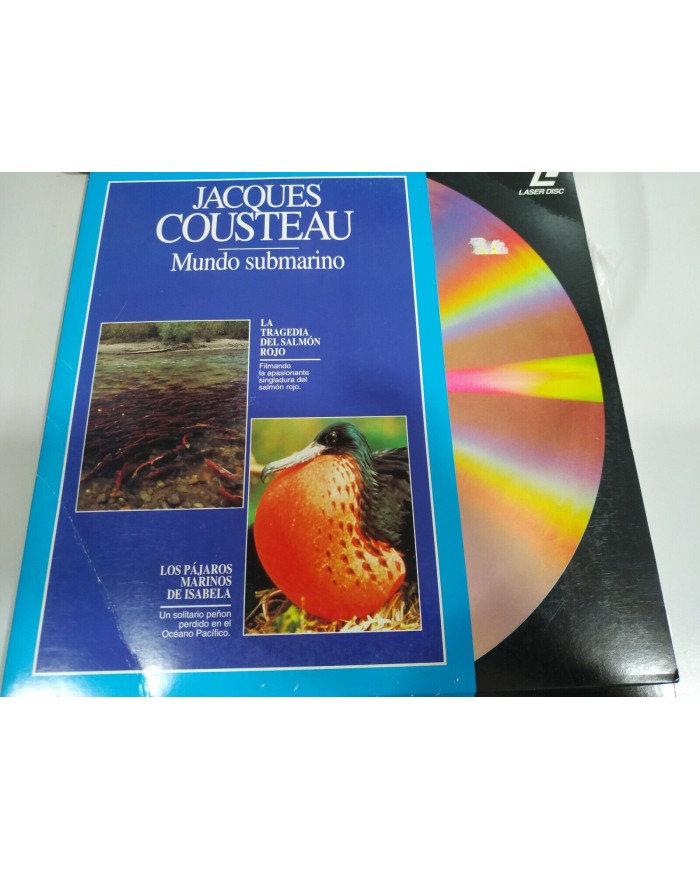 JACQUES
COUSTEAU
Mundo submarino
LA
TRAGEDIA
DEL SALMÓN
ROJO
Filmando
la apasionante
singladura del
salmón rojo.
LOS PÁJAROS
MARINOS
DE ISABELA
Un solitario peñon
perdido en el
Océano Pacífico.
LASER DISC